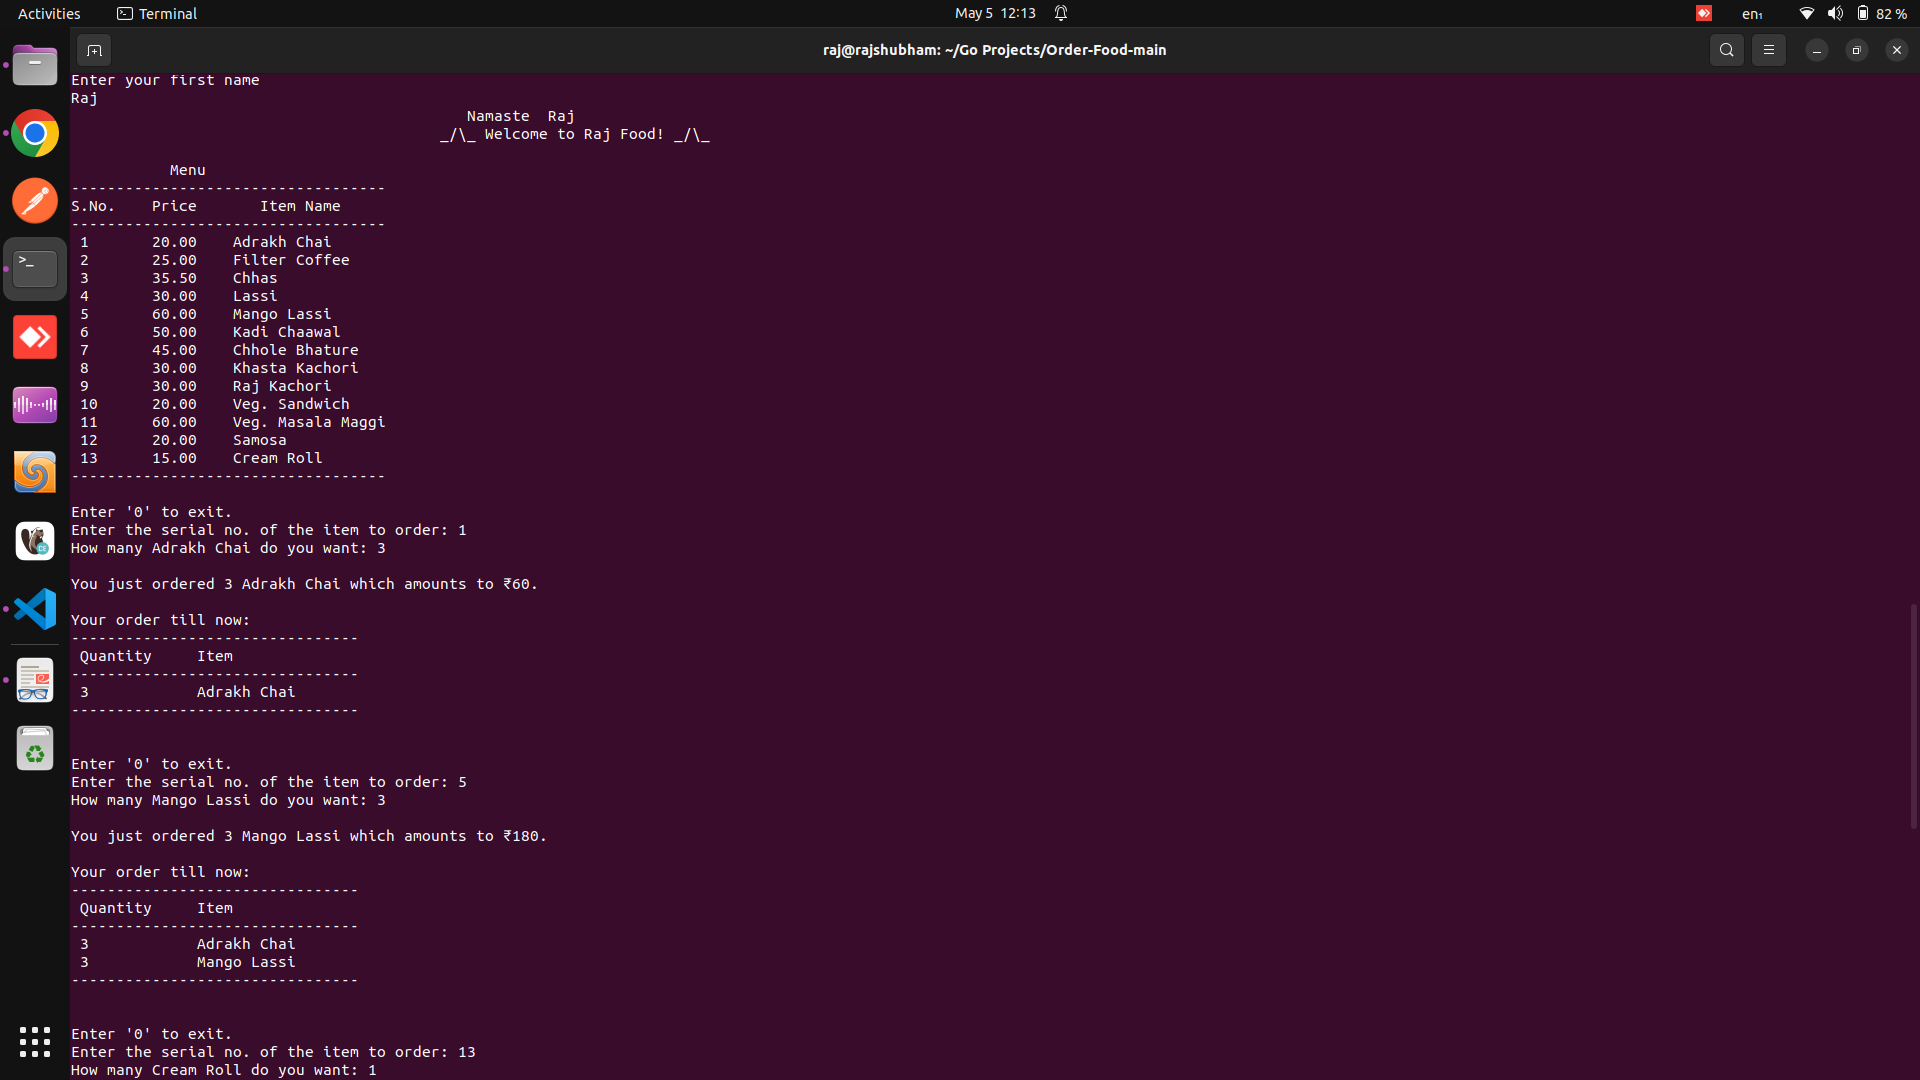 Activities Terminal May 5 12:13 en₁ 82 %
raj@rajshubham: ~/Go Projects/Order-Food-main
Enter your first name
Raj
Namaste  Raj
_/\_ Welcome to Raj Food! _/\_
Menu
-----------------------------------
S.No.    Price       Item Name
-----------------------------------
1       20.00    Adrakh Chai
2       25.00    Filter Coffee
3       35.50    Chhas
4       30.00    Lassi
5       60.00    Mango Lassi
6       50.00    Kadi Chaawal
7       45.00    Chhole Bhature
8       30.00    Khasta Kachori
9       30.00    Raj Kachori
10      20.00    Veg. Sandwich
11      60.00    Veg. Masala Maggi
12      20.00    Samosa
13      15.00    Cream Roll
-----------------------------------
Enter '0' to exit.
Enter the serial no. of the item to order: 1
How many Adrakh Chai do you want: 3
You just ordered 3 Adrakh Chai which amounts to ₹60.
Your order till now:
--------------------------------
Quantity     Item
--------------------------------
3            Adrakh Chai
--------------------------------
Enter '0' to exit.
Enter the serial no. of the item to order: 5
How many Mango Lassi do you want: 3
You just ordered 3 Mango Lassi which amounts to ₹180.
Your order till now:
--------------------------------
Quantity     Item
--------------------------------
3            Adrakh Chai
3            Mango Lassi
--------------------------------
Enter '0' to exit.
Enter the serial no. of the item to order: 13
How many Cream Roll do you want: 1